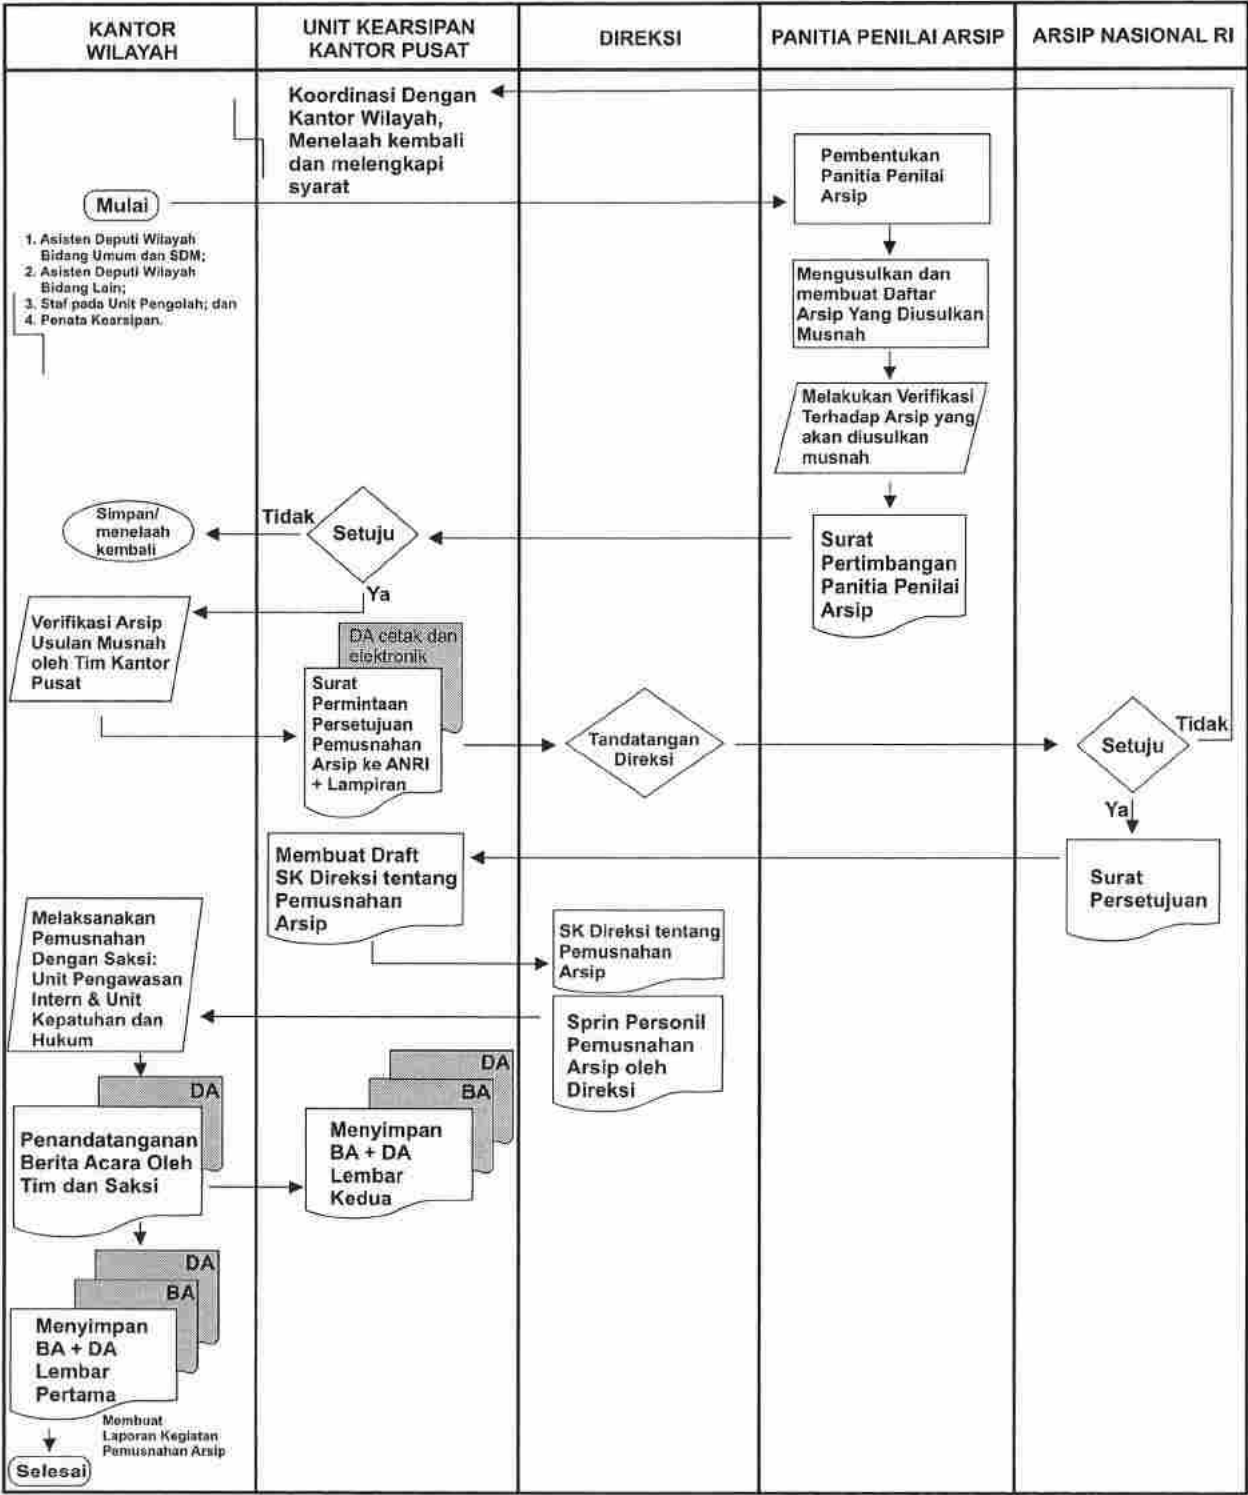 KANTOR
WILAYAH
UNIT KEARSIPAN
KANTOR PUSAT
DIREKSI
PANITIA PENILAI ARSIP
ARSIP NASIONAL RI
Koordinasi Dengan
Kantor Wilayah,
Menelaah kembali
dan melengkapi
syarat
Pembentukan
Panitia Penilai
Arsip
Mulai
1. Asisten Deputi Wilayah
Bidang Umum dan SDM;
2. Asisten Deputi Wilayah
Bidang Lain;
3. Staf pada Unit Pengolah; dan
4. Penata Kearsipan.
Mengusulkan dan
membuat Daftar
Arsip Yang Diusulkan
Musnah
Melakukan Verifikasi
Terhadap Arsip yang
akan diusulkan
musnah
Simpan/
menelaah
kembali
Tidak
Setuju
Ya
Surat
Pertimbangan
Panitia Penilai
Arsip
Verifikasi Arsip
Usulan Musnah
oleh Tim Kantor
Pusat
DA cetak dan
elektronik
Surat
Permintaan
Persetujuan
Pemusnahan
Arsip ke ANRI
+ Lampiran
Tandatangan
Direksi
Setuju
Tidak
Ya
Membuat Draft
SK Direksi tentang
Pemusnahan
Arsip
Surat
Persetujuan
Melaksanakan
Pemusnahan
Dengan Saksi:
Unit Pengawasan
Intern & Unit
Kepatuhan dan
Hukum
SK Direksi tentang
Pemusnahan
Arsip
Sprin Personil
Pemusnahan
Arsip oleh
Direksi
DA
Penandatanganan
Berita Acara Oleh
Tim dan Saksi
DA
BA
Menyimpan
BA + DA
Lembar
Kedua
DA
BA
Menyimpan
BA + DA
Lembar
Pertama
Membuat
Laporan Kegiatan
Pemusnahan Arsip
Selesai